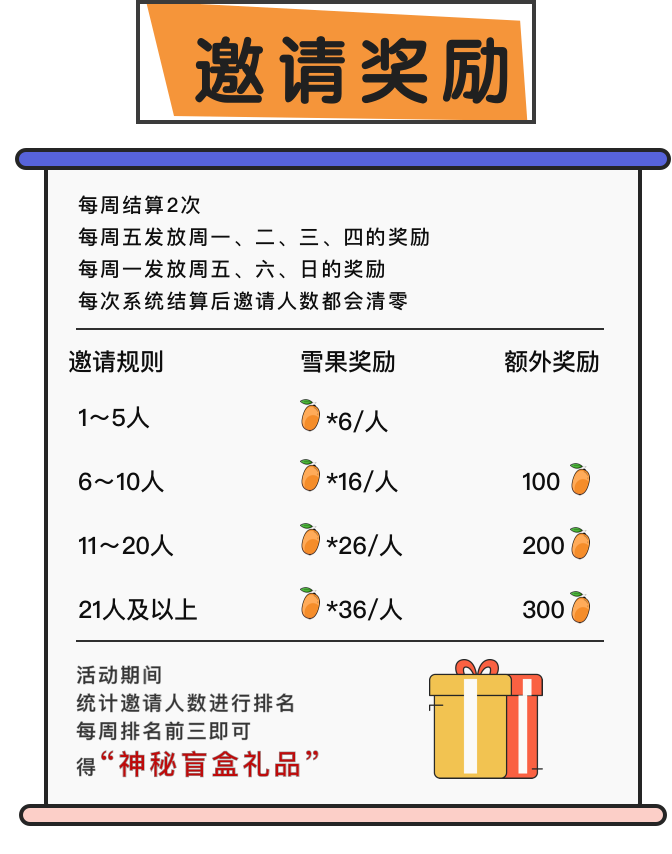 邀请奖励
每周结算2次
每周五发放周一、二、三、四的奖励
每周一发放周五、六、日的奖励
每次系统结算后邀请人数都会清零
邀请规则 雪果奖励 额外奖励
1～5人 *6/人
6～10人 *16/人 100
11～20人 *26/人 200
21人及以上 *36/人 300
活动期间
统计邀请人数进行排名
每周排名前三即可
得“神秘盲盒礼品”